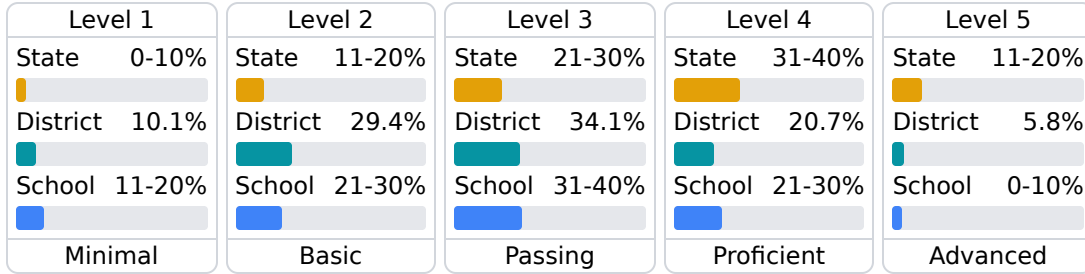 Level 1
State 0-10%
District 10.1%
School 11-20%
Minimal
Level 2
State 11-20%
District 29.4%
School 21-30%
Basic
Level 3
State 21-30%
District 34.1%
School 31-40%
Passing
Level 4
State 31-40%
District 20.7%
School 21-30%
Proficient
Level 5
State 11-20%
District 5.8%
School 0-10%
Advanced